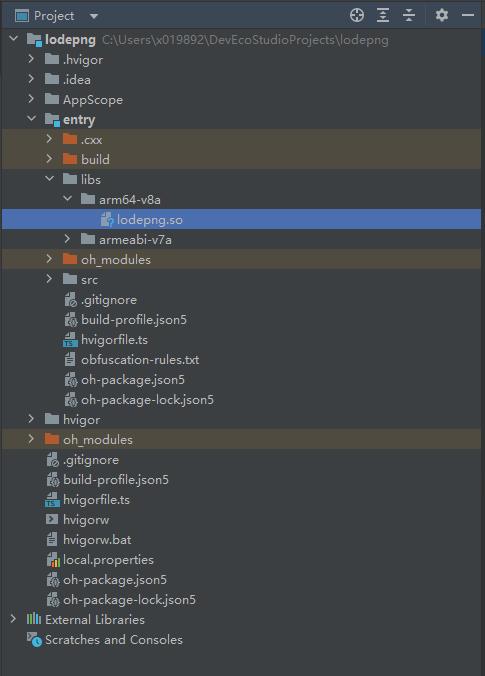 Project
lodepng C:\Users\x019892\DevEcoStudioProjects\lodepng
.hvigor
.idea
AppScope
entry
.cxx
build
libs
arm64-v8a
lodepng.so
armeabi-v7a
oh_modules
src
.gitignore
build-profile.json5
hvigorfile.ts
obfuscation-rules.txt
oh-package.json5
oh-package-lock.json5
hvigor
oh_modules
.gitignore
build-profile.json5
hvigorfile.ts
hvigorw
hvigorw.bat
local.properties
oh-package.json5
oh-package-lock.json5
External Libraries
Scratches and Consoles